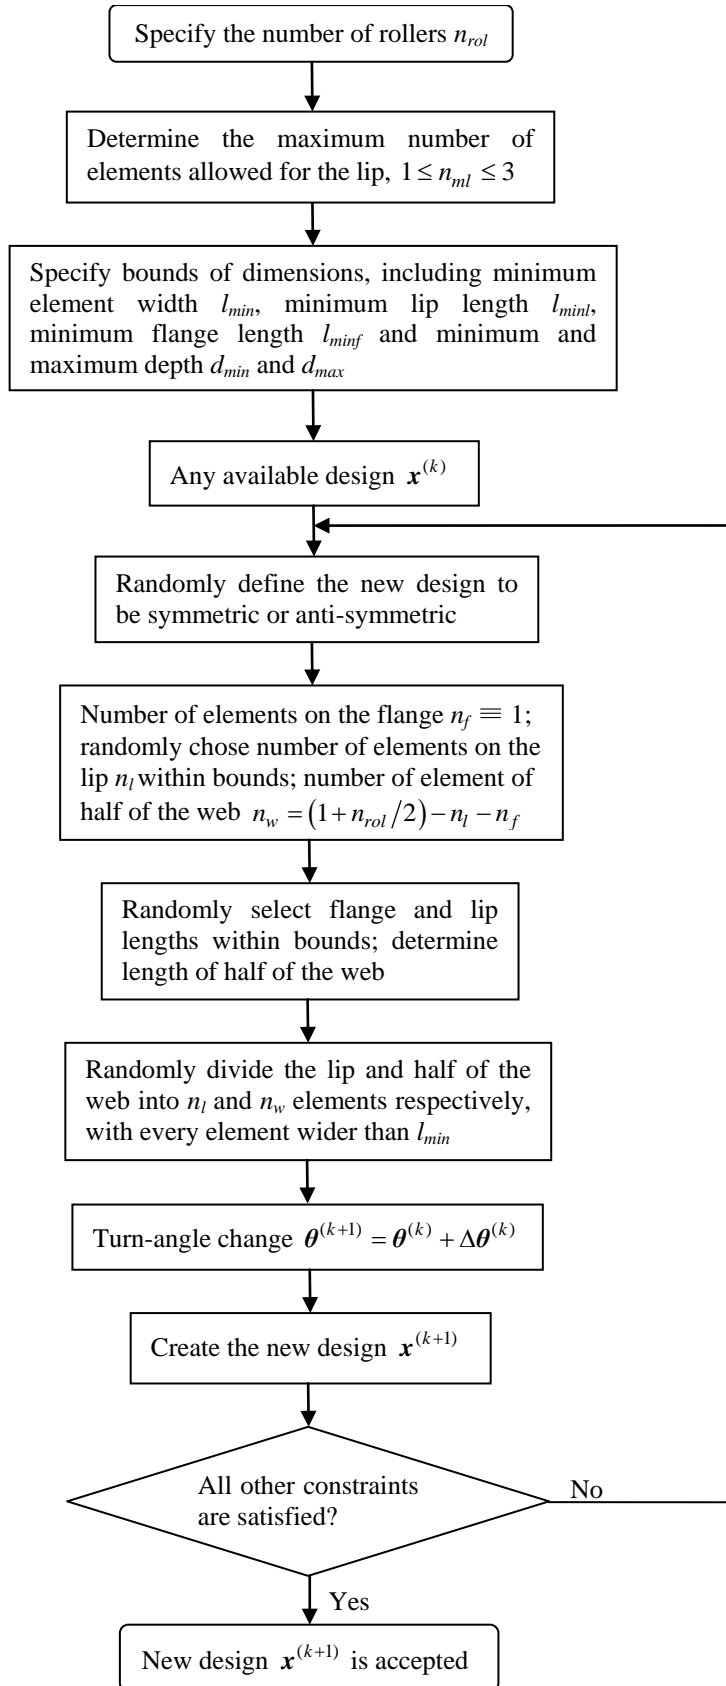 Specify the number of rollers n_rol
Determine the maximum number of
elements allowed for the lip, 1 ≤ n_ml ≤ 3
Specify bounds of dimensions, including minimum
element width l_min, minimum lip length l_minl,
minimum flange length l_minf and minimum and
maximum depth d_min and d_max
Any available design x^(k)
Randomly define the new design to
be symmetric or anti-symmetric
Number of elements on the flange n_f ≡ 1;
randomly chose number of elements on the
lip n_l within bounds; number of element of
half of the web n_w = (1 + n_rol/2) − n_l − n_f
Randomly select flange and lip
lengths within bounds; determine
length of half of the web
Randomly divide the lip and half of the
web into n_l and n_w elements respectively,
with every element wider than l_min
Turn-angle change θ^(k+1) = θ^(k) + Δθ^(k)
Create the new design x^(k+1)
All other constraints
are satisfied?
No
Yes
New design x^(k+1) is accepted